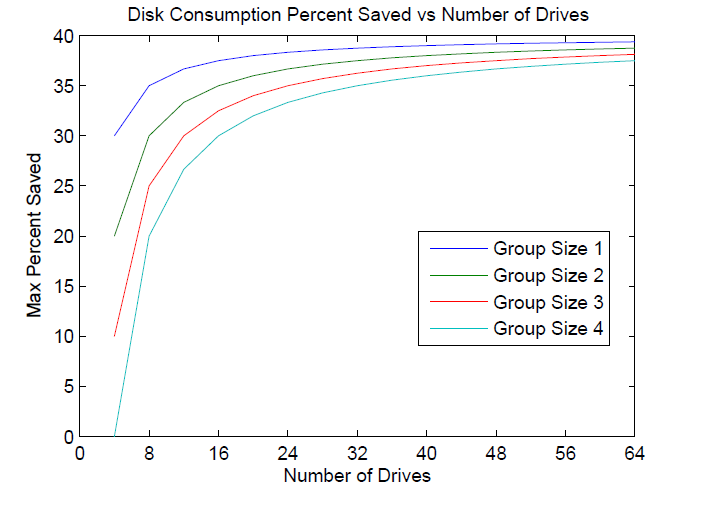 Disk Consumption Percent Saved vs Number of Drives
40
35
30
25
20
15
10
5
0
Max Percent Saved
Group Size 1
Group Size 2
Group Size 3
Group Size 4
0 8 16 24 32 40 48 56 64
Number of Drives